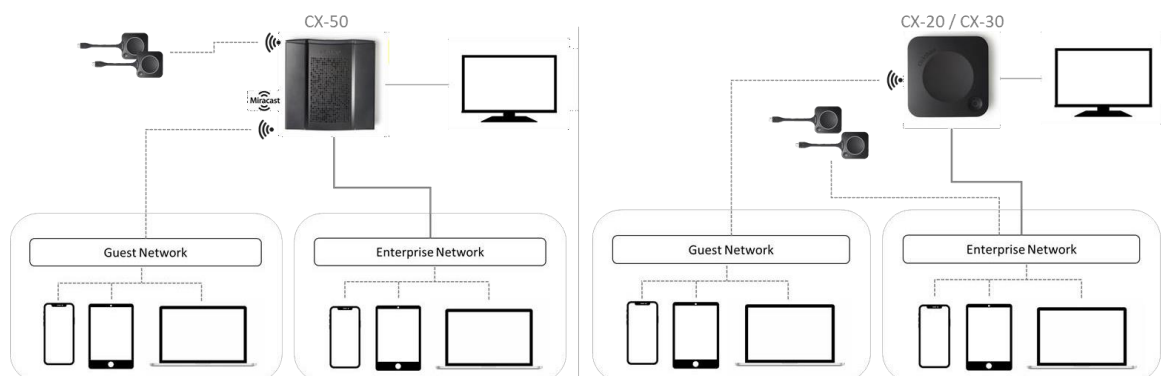 CX-50
Miracast
Guest Network
Enterprise Network
CX-20 / CX-30
Guest Network
Enterprise Network